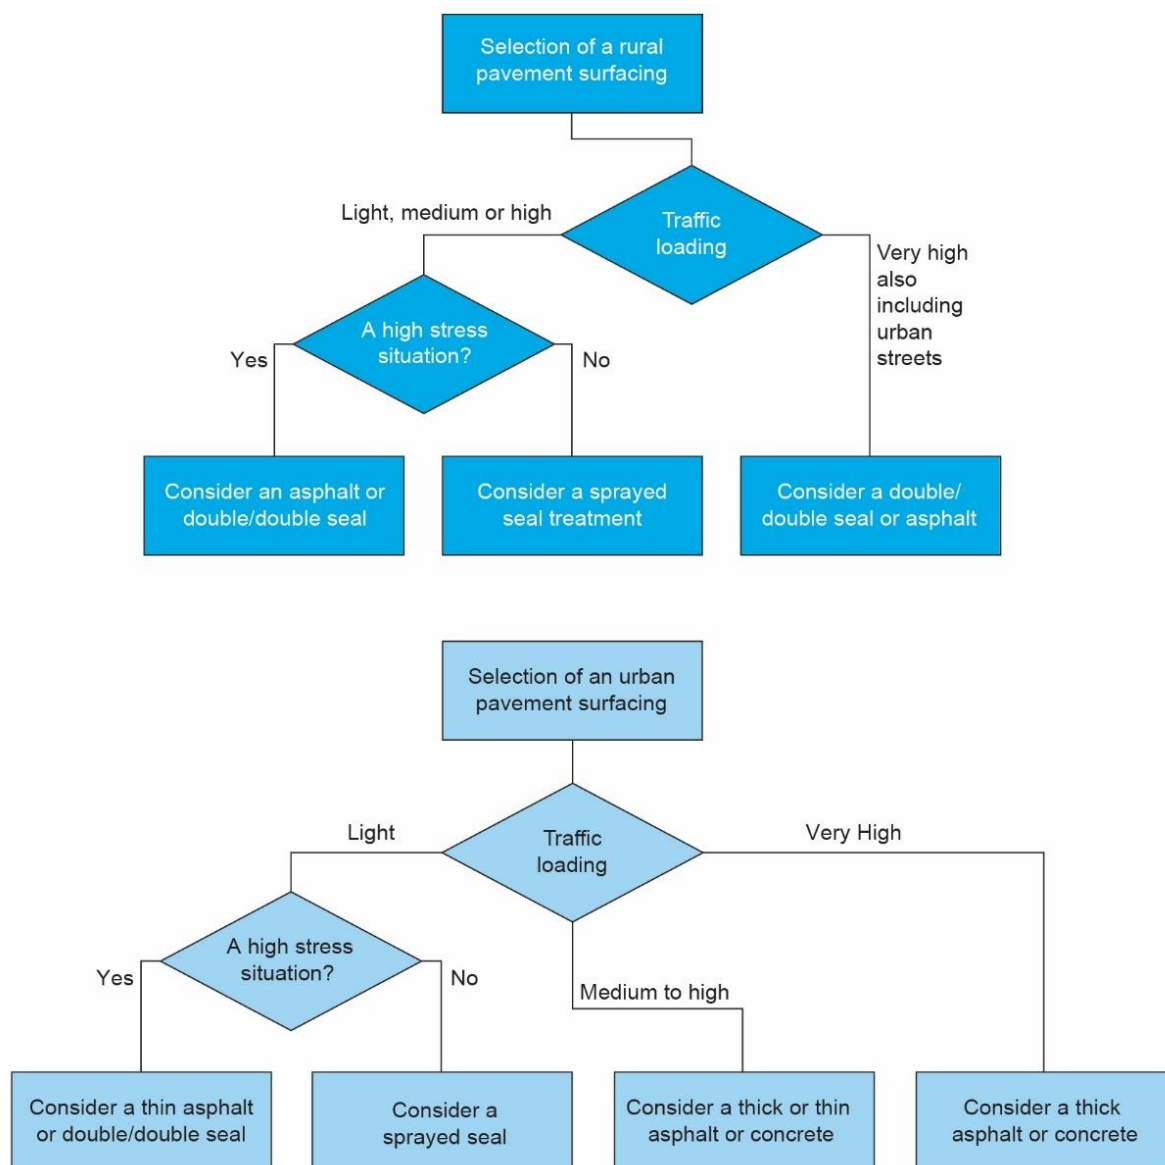 Selection of a rural
pavement surfacing
Light, medium or high
Traffic
loading
Very high
also
including
urban
streets
A high stress
situation?
Yes
No
Consider an asphalt or
double/double seal
Consider a sprayed
seal treatment
Consider a double/
double seal or asphalt
Selection of an urban
pavement surfacing
Light
Traffic
loading
Very High
A high stress
situation?
Yes
No
Medium to high
Consider a thin asphalt
or double/double seal
Consider a
sprayed seal
Consider a thick or thin
asphalt or concrete
Consider a thick
asphalt or concrete